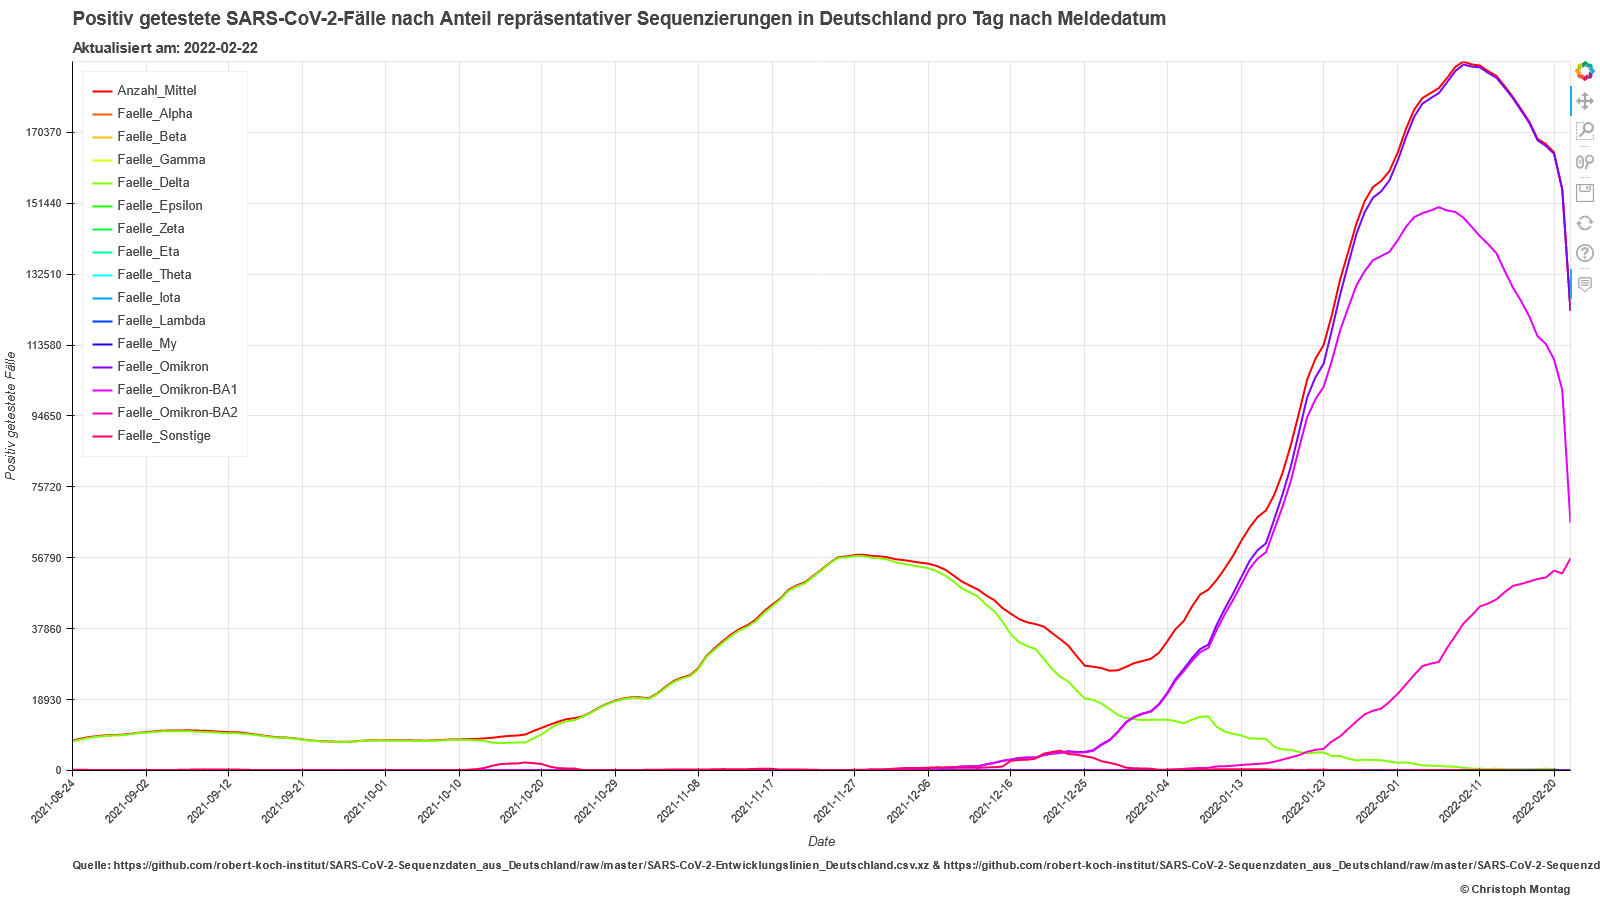 Positiv getestete SARS-CoV-2-Fälle nach Anteil repräsentativer Sequenzierungen in Deutschland pro Tag nach Meldedatum
Aktualisiert am: 2022-02-22
Anzahl_Mittel
Faelle_Alpha
Faelle_Beta
Faelle_Gamma
Faelle_Delta
Faelle_Epsilon
Faelle_Zeta
Faelle_Eta
Faelle_Theta
Faelle_Iota
Faelle_Lambda
Faelle_My
Faelle_Omikron
Faelle_Omikron-BA1
Faelle_Omikron-BA2
Faelle_Sonstige
Positiv getestete Fälle
170370
151440
132510
113580
94650
75720
56790
37860
18930
0
2021-08-24
2021-09-02
2021-09-12
2021-09-21
2021-10-01
2021-10-10
2021-10-20
2021-10-29
2021-11-08
2021-11-17
2021-11-27
2021-12-06
2021-12-16
2021-12-25
2022-01-04
2022-01-13
2022-01-23
2022-02-01
2022-02-11
2022-02-20
Date
Quelle: https://github.com/robert-koch-institut/SARS-CoV-2-Sequenzdaten_aus_Deutschland/raw/master/SARS-CoV-2-Entwicklungslinien_Deutschland.csv.xz & https://github.com/robert-koch-institut/SARS-CoV-2-Sequenzdaten_aus_Deutschland/raw/master/SARS-CoV-2-Sequenzd
© Christoph Montag